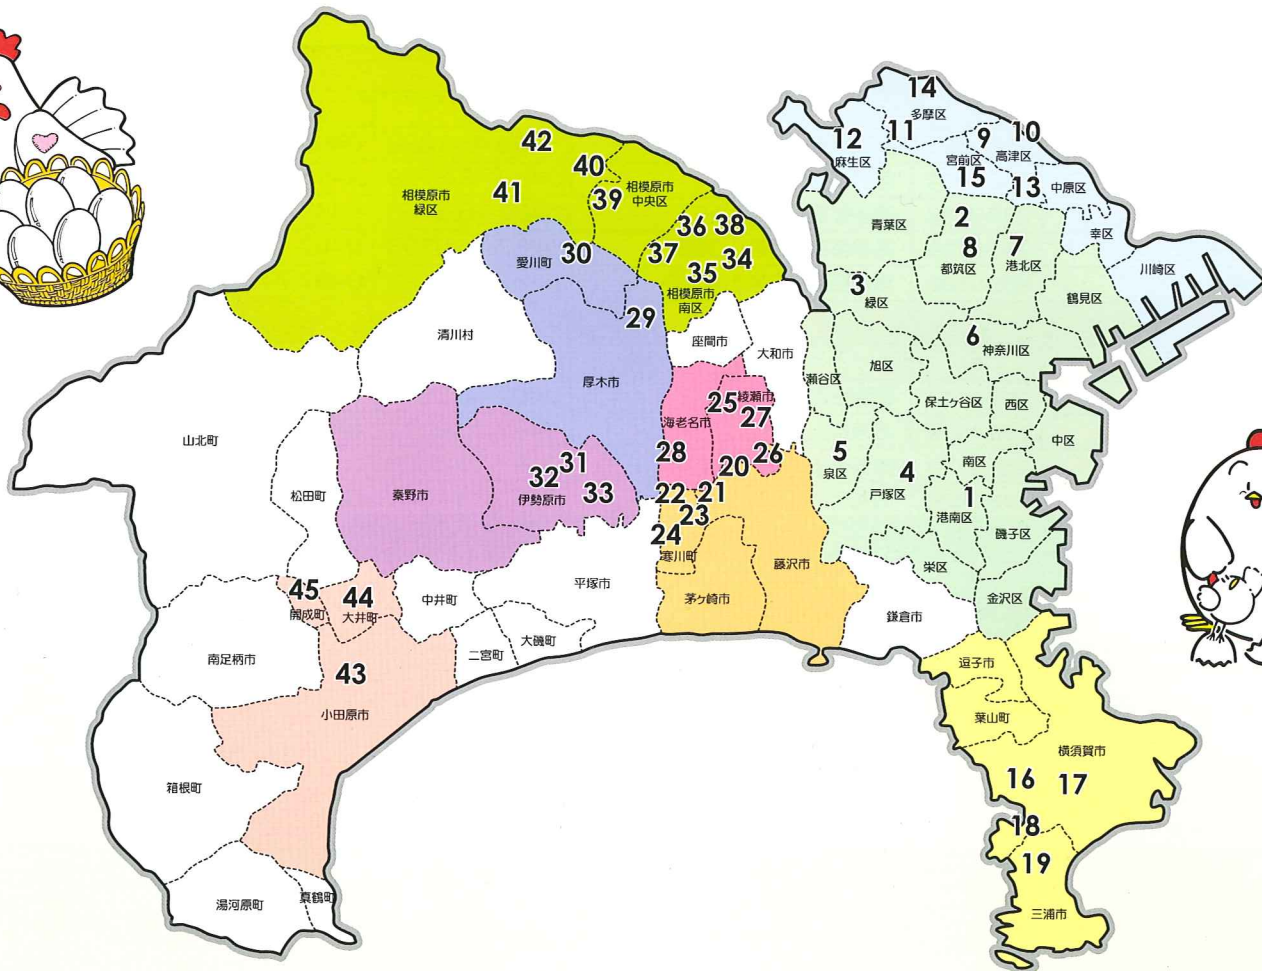 14
多摩区
12
11
9
10
麻生区
宮前区
高津区
15
13
中原区
42
40
相模原市
中央区
相模原市
緑区
41
39
36
38
37
34
35
相模原市
南区
愛川町
30
29
青葉区
2
8
都筑区
7
港北区
幸区
川崎区
3
緑区
鶴見区
6
神奈川区
清川村
座間市
大和市
瀬谷区
旭区
保土ヶ谷区
西区
中区
厚木市
海老名市
25
綾瀬市
27
28
20
26
5
泉区
4
戸塚区
南区
1
港南区
磯子区
栄区
金沢区
山北町
松田町
秦野市
31
32
伊勢原市
33
22
21
23
24
寒川町
藤沢市
茅ヶ崎市
鎌倉市
45
開成町
44
大井町
中井町
平塚市
二宮町
大磯町
南足柄市
43
小田原市
箱根町
湯河原町
真鶴町
逗子市
葉山町
横須賀市
16
17
18
19
三浦市